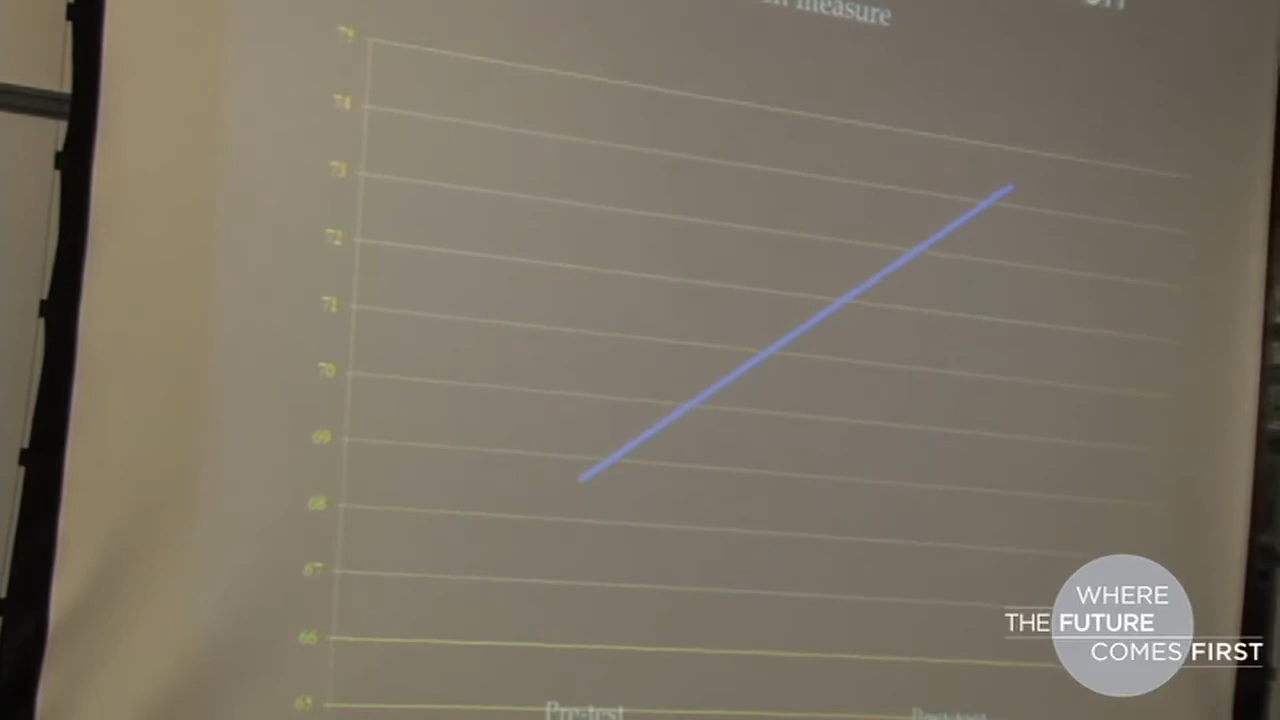 measure
75
74
73
72
71
70
69
68
67
66
65
Pre-test
Post-test
WHERE
THE FUTURE
COMES FIRST